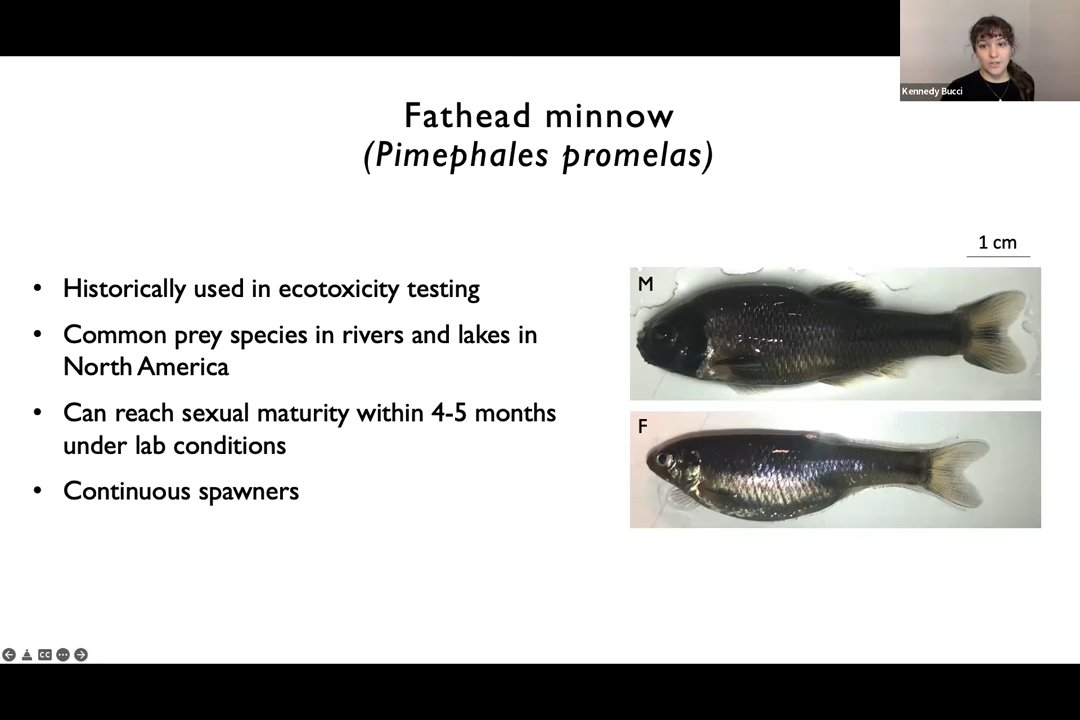 Kennedy Bucci
Fathead minnow
(Pimephales promelas)
• Historically used in ecotoxicity testing
• Common prey species in rivers and lakes in
North America
• Can reach sexual maturity within 4-5 months
under lab conditions
• Continuous spawners
1 cm
M
F
CC